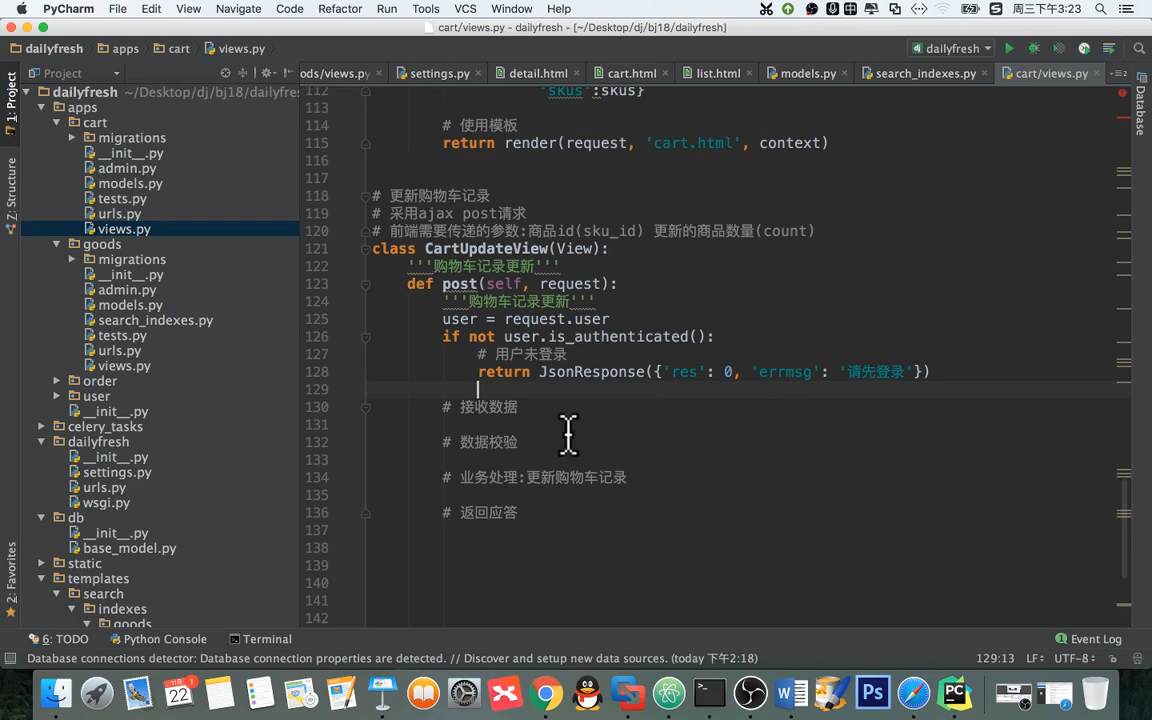 PyCharm File Edit View Navigate Code Refactor Run Tools VCS Window Help 周三下午3:23
cart/views.py - dailyfresh - [~/Desktop/dj/bj18/dailyfresh]
dailyfresh apps cart views.py dailyfresh
Project ods/views.py settings.py detail.html cart.html list.html models.py search_indexes.py cart/views.py
1: Project
Z: Structure
2: Favorites
Database
dailyfresh ~/Desktop/dj/bj18/dailyfre
apps
cart
migrations
__init__.py
admin.py
models.py
tests.py
urls.py
views.py
goods
migrations
__init__.py
admin.py
models.py
search_indexes.py
tests.py
urls.py
views.py
order
user
__init__.py
celery_tasks
dailyfresh
__init__.py
settings.py
urls.py
wsgi.py
db
__init__.py
base_model.py
static
templates
search
indexes
goods
112 'skus':skus}
113
114 # 使用模板
115 return render(request, 'cart.html', context)
116
117
118 # 更新购物车记录
119 # 采用ajax post请求
120 # 前端需要传递的参数:商品id(sku_id) 更新的商品数量(count)
121 class CartUpdateView(View):
122 '''购物车记录更新'''
123 def post(self, request):
124 '''购物车记录更新'''
125 user = request.user
126 if not user.is_authenticated():
127 # 用户未登录
128 return JsonResponse({'res': 0, 'errmsg': '请先登录'})
129
130 # 接收数据
131
132 # 数据校验
133
134 # 业务处理:更新购物车记录
135
136 # 返回应答
137
138
139
140
141
142
6: TODO Python Console Terminal 1 Event Log
Database connections detector: Database connection properties are detected. // Discover and setup new data sources. (today 下午2:18) 129:13 LF UTF-8
22
PC